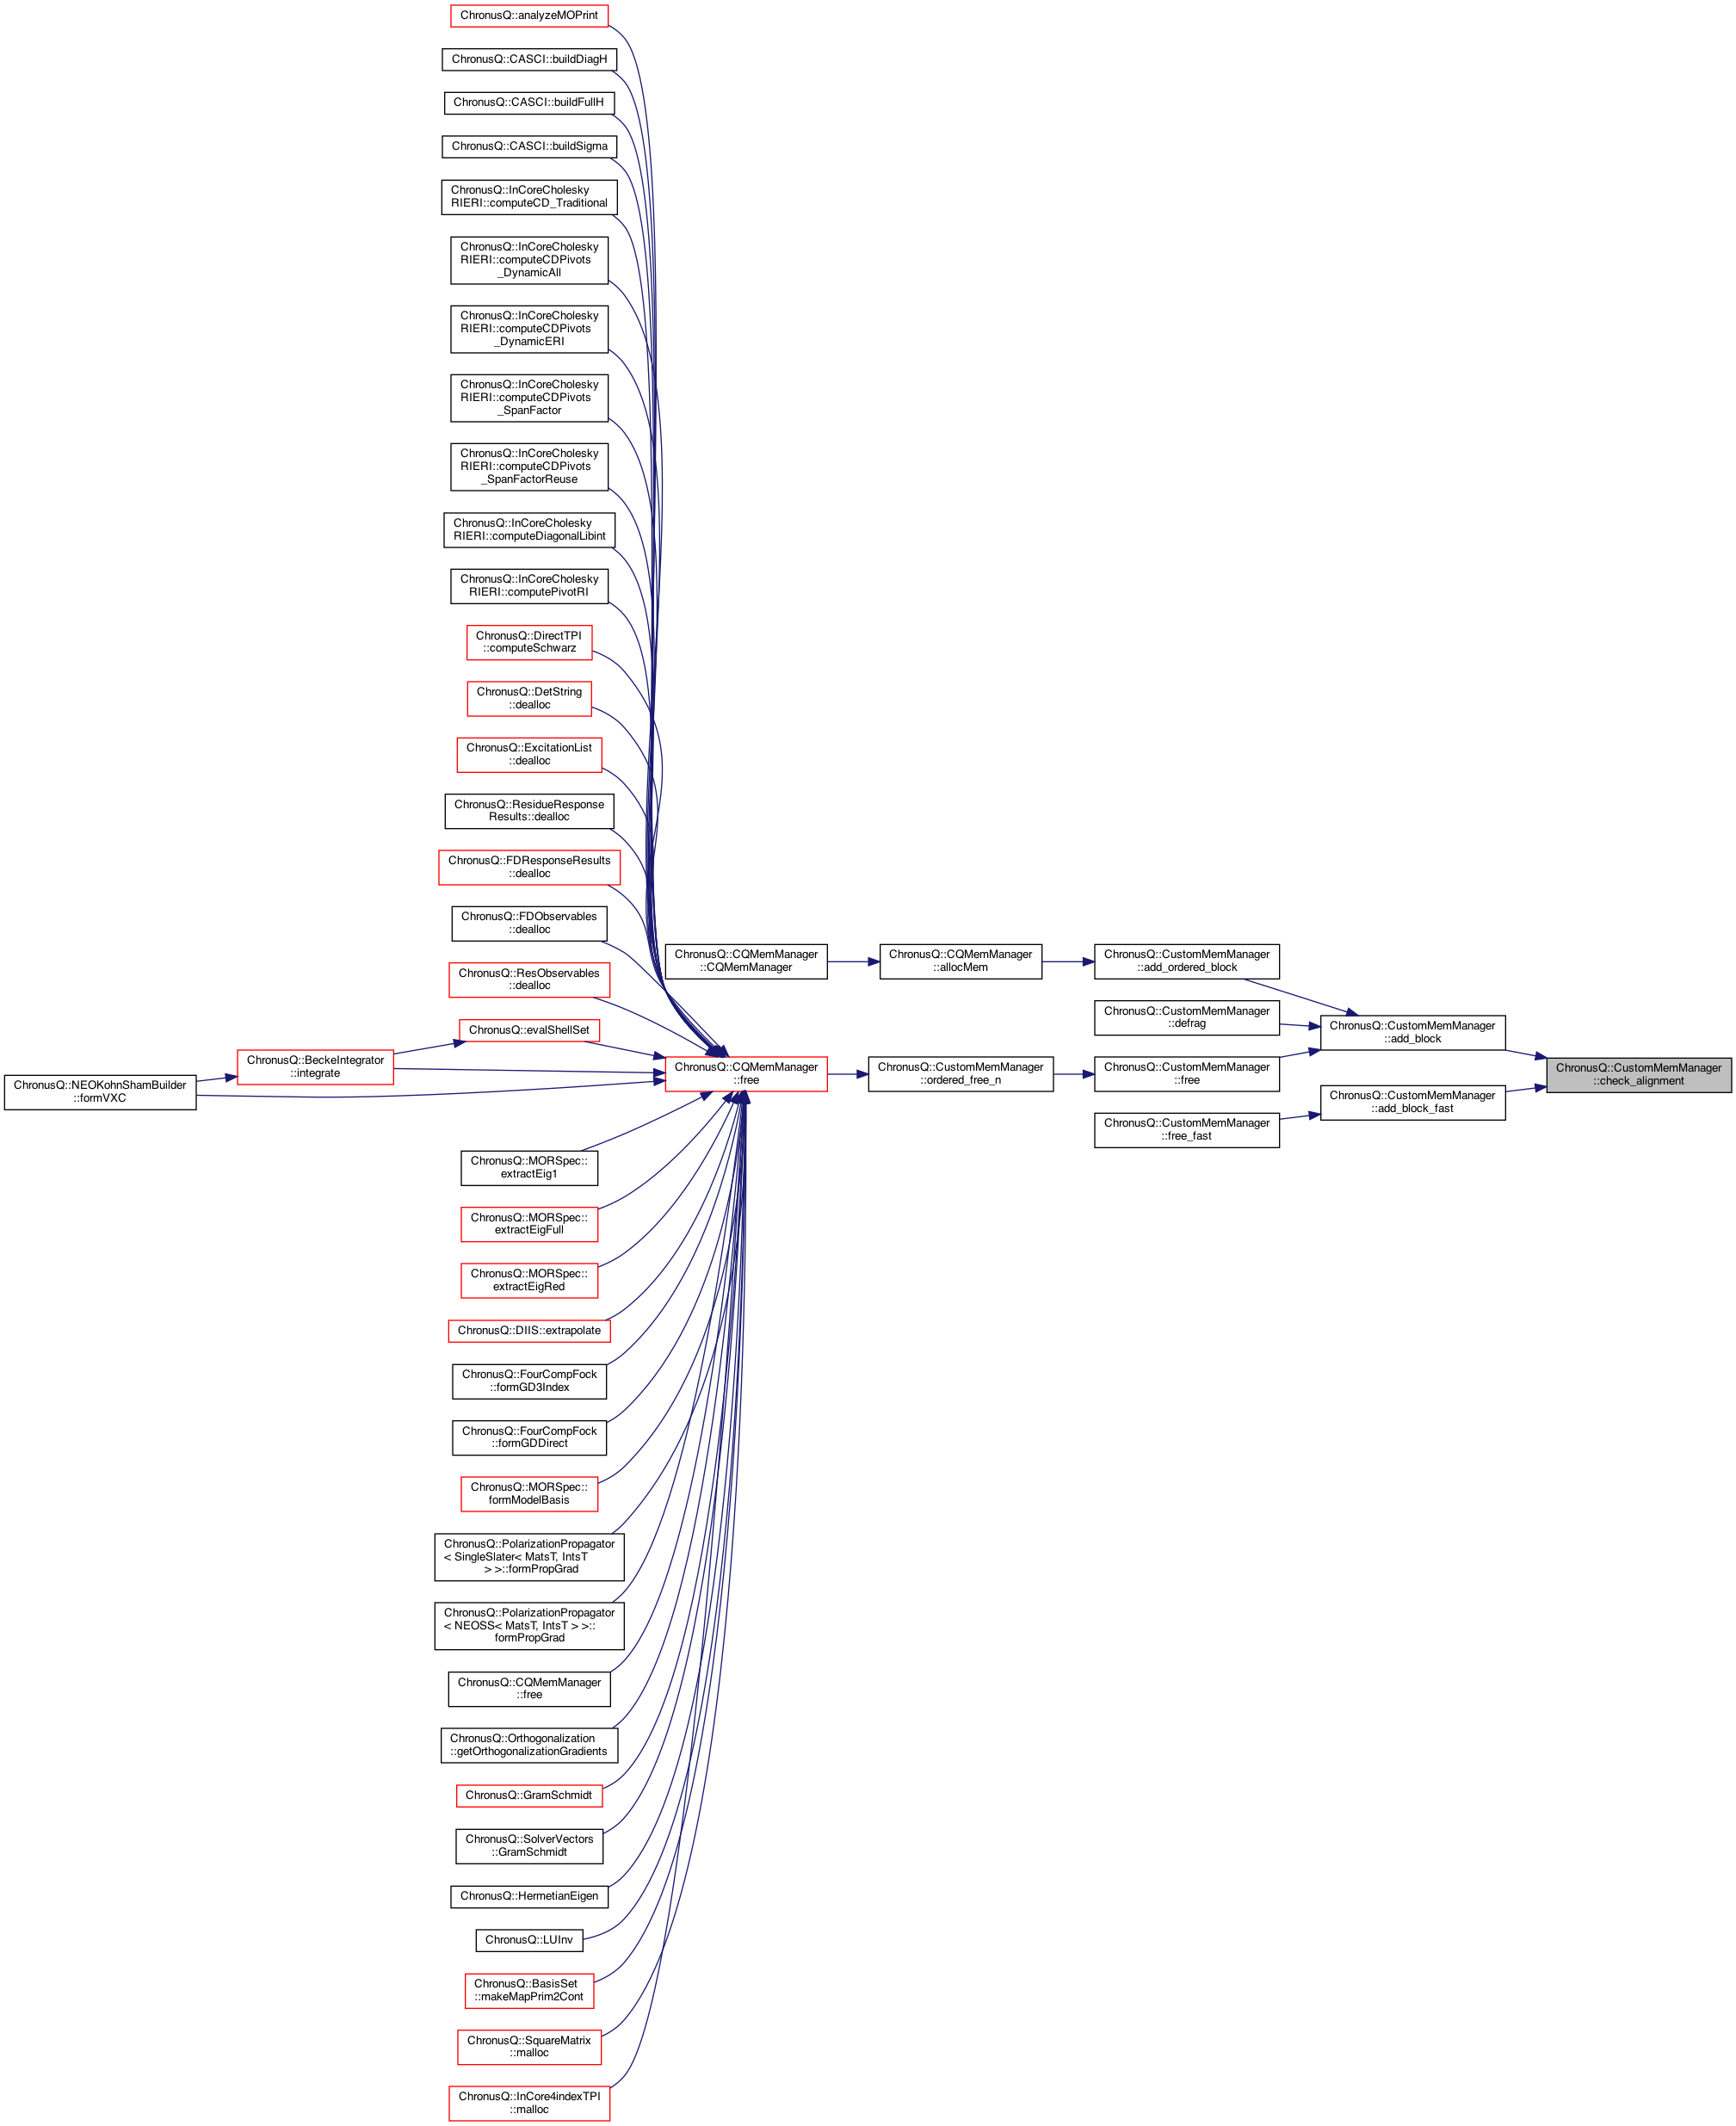 ChronusQ::analyzeMOPrint
ChronusQ::CASCI::buildDiagH
ChronusQ::CASCI::buildFullH
ChronusQ::CASCI::buildSigma
ChronusQ::InCoreCholesky
RIERI::computeCD_Traditional
ChronusQ::InCoreCholesky
RIERI::computeCDPivots
_DynamicAll
ChronusQ::InCoreCholesky
RIERI::computeCDPivots
_DynamicERI
ChronusQ::InCoreCholesky
RIERI::computeCDPivots
_SpanFactor
ChronusQ::InCoreCholesky
RIERI::computeCDPivots
_SpanFactorReuse
ChronusQ::InCoreCholesky
RIERI::computeDiagonalLibint
ChronusQ::InCoreCholesky
RIERI::computePivotRI
ChronusQ::DirectTPI
::computeSchwarz
ChronusQ::DetString
::dealloc
ChronusQ::ExcitationList
::dealloc
ChronusQ::ResidueResponse
Results::dealloc
ChronusQ::FDResponseResults
::dealloc
ChronusQ::FDObservables
::dealloc
ChronusQ::ResObservables
::dealloc
ChronusQ::evalShellSet
ChronusQ::BeckeIntegrator
::integrate
ChronusQ::NEOKohnShamBuilder
::formVXC
ChronusQ::CQMemManager
::CQMemManager
ChronusQ::CQMemManager
::allocMem
ChronusQ::CustomMemManager
::add_ordered_block
ChronusQ::CustomMemManager
::defrag
ChronusQ::CustomMemManager
::add_block
ChronusQ::CQMemManager
::free
ChronusQ::CustomMemManager
::ordered_free_n
ChronusQ::CustomMemManager
::free
ChronusQ::CustomMemManager
::check_alignment
ChronusQ::CustomMemManager
::add_block_fast
ChronusQ::CustomMemManager
::free_fast
ChronusQ::MORSpec::
extractEig1
ChronusQ::MORSpec::
extractEigFull
ChronusQ::MORSpec::
extractEigRed
ChronusQ::DIIS::extrapolate
ChronusQ::FourCompFock
::formGD3Index
ChronusQ::FourCompFock
::formGDDirect
ChronusQ::MORSpec::
formModelBasis
ChronusQ::PolarizationPropagator
< SingleSlater< MatsT, IntsT
> >::formPropGrad
ChronusQ::PolarizationPropagator
< NEOSS< MatsT, IntsT > >::
formPropGrad
ChronusQ::CQMemManager
::free
ChronusQ::Orthogonalization
::getOrthogonalizationGradients
ChronusQ::GramSchmidt
ChronusQ::SolverVectors
::GramSchmidt
ChronusQ::HermetianEigen
ChronusQ::LUInv
ChronusQ::BasisSet
::makeMapPrim2Cont
ChronusQ::SquareMatrix
::malloc
ChronusQ::InCore4indexTPI
::malloc